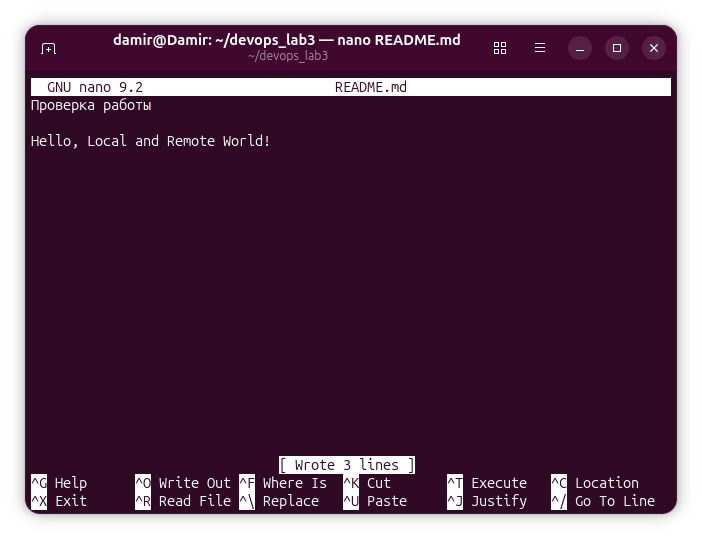 damir@Damir: ~/devops_lab3 — nano README.md
~/devops_lab3
GNU nano 9.2 README.md
Проверка работы
Hello, Local and Remote World!
[ Wrote 3 lines ]
^G Help ^O Write Out ^F Where Is ^K Cut ^T Execute ^C Location
^X Exit ^R Read File ^\ Replace ^U Paste ^J Justify ^/ Go To Line